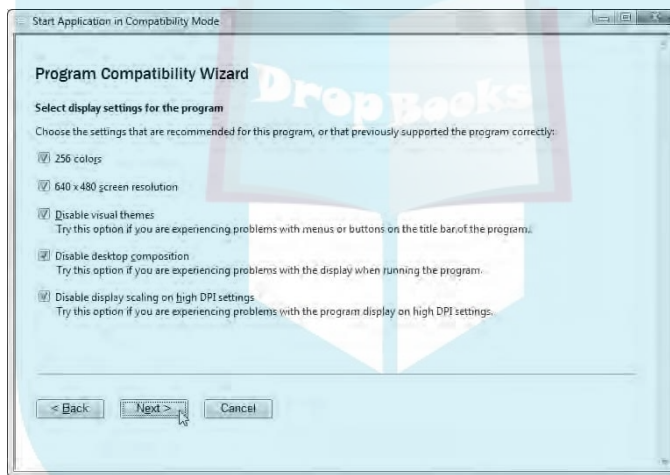 Start Application in Compatibility Mode
Program Compatibility Wizard
DropBooks
Select display settings for the program
Choose the settings that are recommended for this program, or that previously supported the program correctly:
256 colors
640 x 480 screen resolution
Disable visual themes
Try this option if you are experiencing problems with menus or buttons on the title bar of the program.
Disable desktop composition
Try this option if you are experiencing problems with the display when running the program.
Disable display scaling on high DPI settings
Try this option if you are experiencing problems with the program display on high DPI settings.
< Back
Next >
Cancel